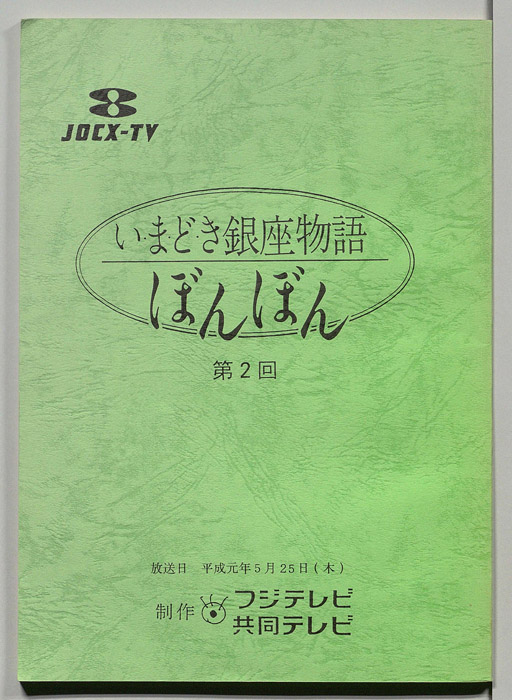 8
JOCX-TV
いまどき銀座物語
ぼんぼん
第2回
放送日 平成元年5月25日(木)
制作 フジテレビ
共同テレビ